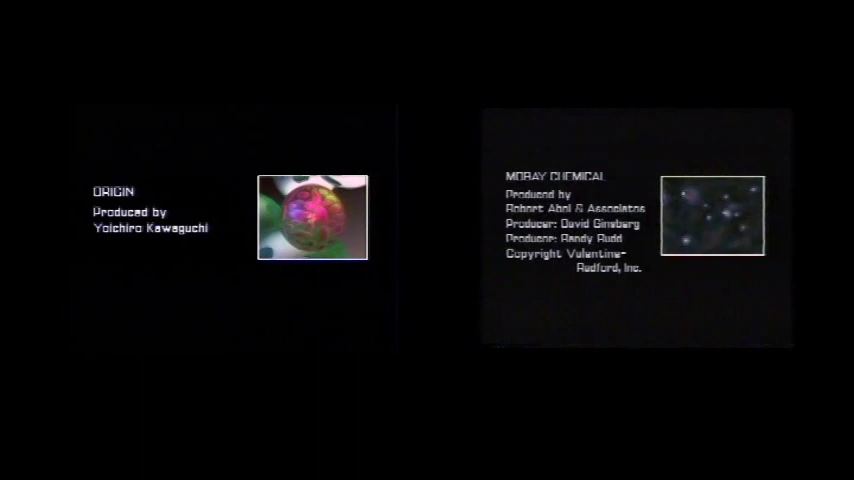 ORIGIN
Produced by
Yoichiro Kawaguchi
MOBAY CHEMICAL
Produced by
Robert Abel & Associates
Producer: David Ginsberg
Producer: Randy Rudd
Copyright Valentine-
Radford, Inc.